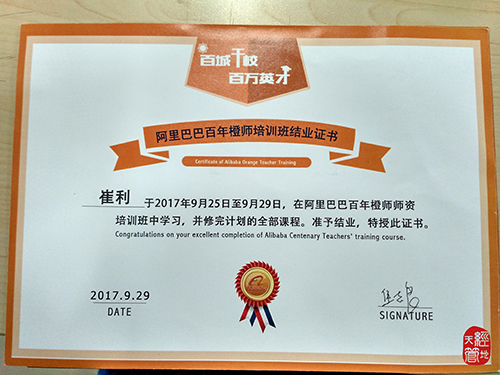 百城千校
百万英才
阿里巴巴百年橙师培训班结业证书
Certificate of Alibaba Orange Teacher Training
崔利 于2017年9月25日至9月29日，在阿里巴巴百年橙师师资
培训班中学习，并修完计划的全部课程。准予结业，特授此证书。
Congratulations on your excellent completion of Alibaba Centenary Teachers' training course.
2017.9.29
DATE
SIGNATURE
天經
管地